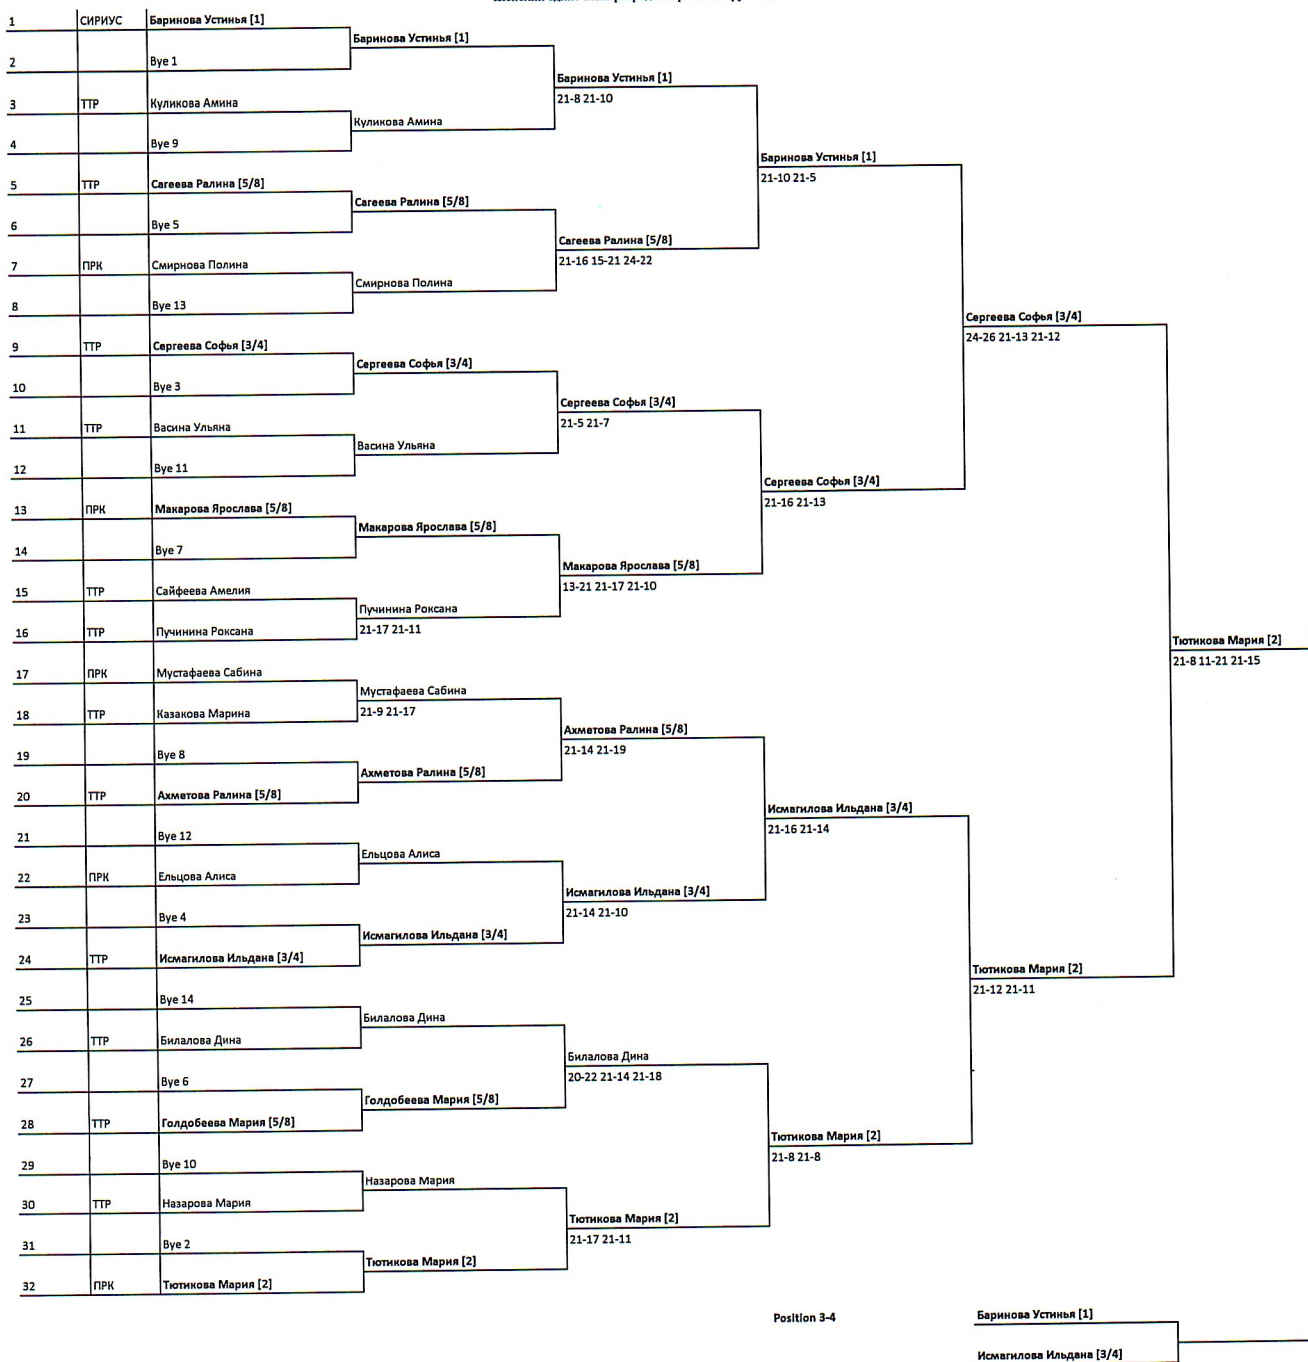 1 СИРИУС Баринова Устинья [1]
Баринова Устинья [1]
2 Bye 1
Баринова Устинья [1]
21-8 21-10
3 ТТР Куликова Амина
Куликова Амина
4 Bye 9
Баринова Устинья [1]
21-10 21-5
5 ТТР Сагеева Ралина [5/8]
Сагеева Ралина [5/8]
6 Bye 5
Сагеева Ралина [5/8]
21-16 15-21 24-22
7 ПРК Смирнова Полина
Смирнова Полина
8 Bye 13
Сергеева Софья [3/4]
24-26 21-13 21-12
9 ТТР Сергеева Софья [3/4]
Сергеева Софья [3/4]
10 Bye 3
Сергеева Софья [3/4]
21-5 21-7
11 ТТР Васина Ульяна
Васина Ульяна
12 Bye 11
Сергеева Софья [3/4]
21-16 21-13
13 ПРК Макарова Ярослава [5/8]
Макарова Ярослава [5/8]
14 Bye 7
Макарова Ярослава [5/8]
13-21 21-17 21-10
15 ТТР Сайфеева Амелия
Пучинина Роксана
21-17 21-11
16 ТТР Пучинина Роксана
Тютикова Мария [2]
21-8 11-21 21-15
17 ПРК Мустафаева Сабина
Мустафаева Сабина
21-9 21-17
18 ТТР Казакова Марина
Ахметова Ралина [5/8]
21-14 21-19
19 Bye 8
Ахметова Ралина [5/8]
20 ТТР Ахметова Ралина [5/8]
Исмагилова Ильдана [3/4]
21-16 21-14
21 Bye 12
Ельцова Алиса
22 ПРК Ельцова Алиса
Исмагилова Ильдана [3/4]
21-14 21-10
23 Bye 4
Исмагилова Ильдана [3/4]
24 ТТР Исмагилова Ильдана [3/4]
Тютикова Мария [2]
21-12 21-11
25 Bye 14
Билалова Дина
26 ТТР Билалова Дина
Билалова Дина
20-22 21-14 21-18
27 Bye 6
Голдобеева Мария [5/8]
28 ТТР Голдобеева Мария [5/8]
Тютикова Мария [2]
21-8 21-8
29 Bye 10
Назарова Мария
30 ТТР Назарова Мария
Тютикова Мария [2]
21-17 21-11
31 Bye 2
Тютикова Мария [2]
32 ПРК Тютикова Мария [2]
Position 3-4
Баринова Устинья [1]
Исмагилова Ильдана [3/4]